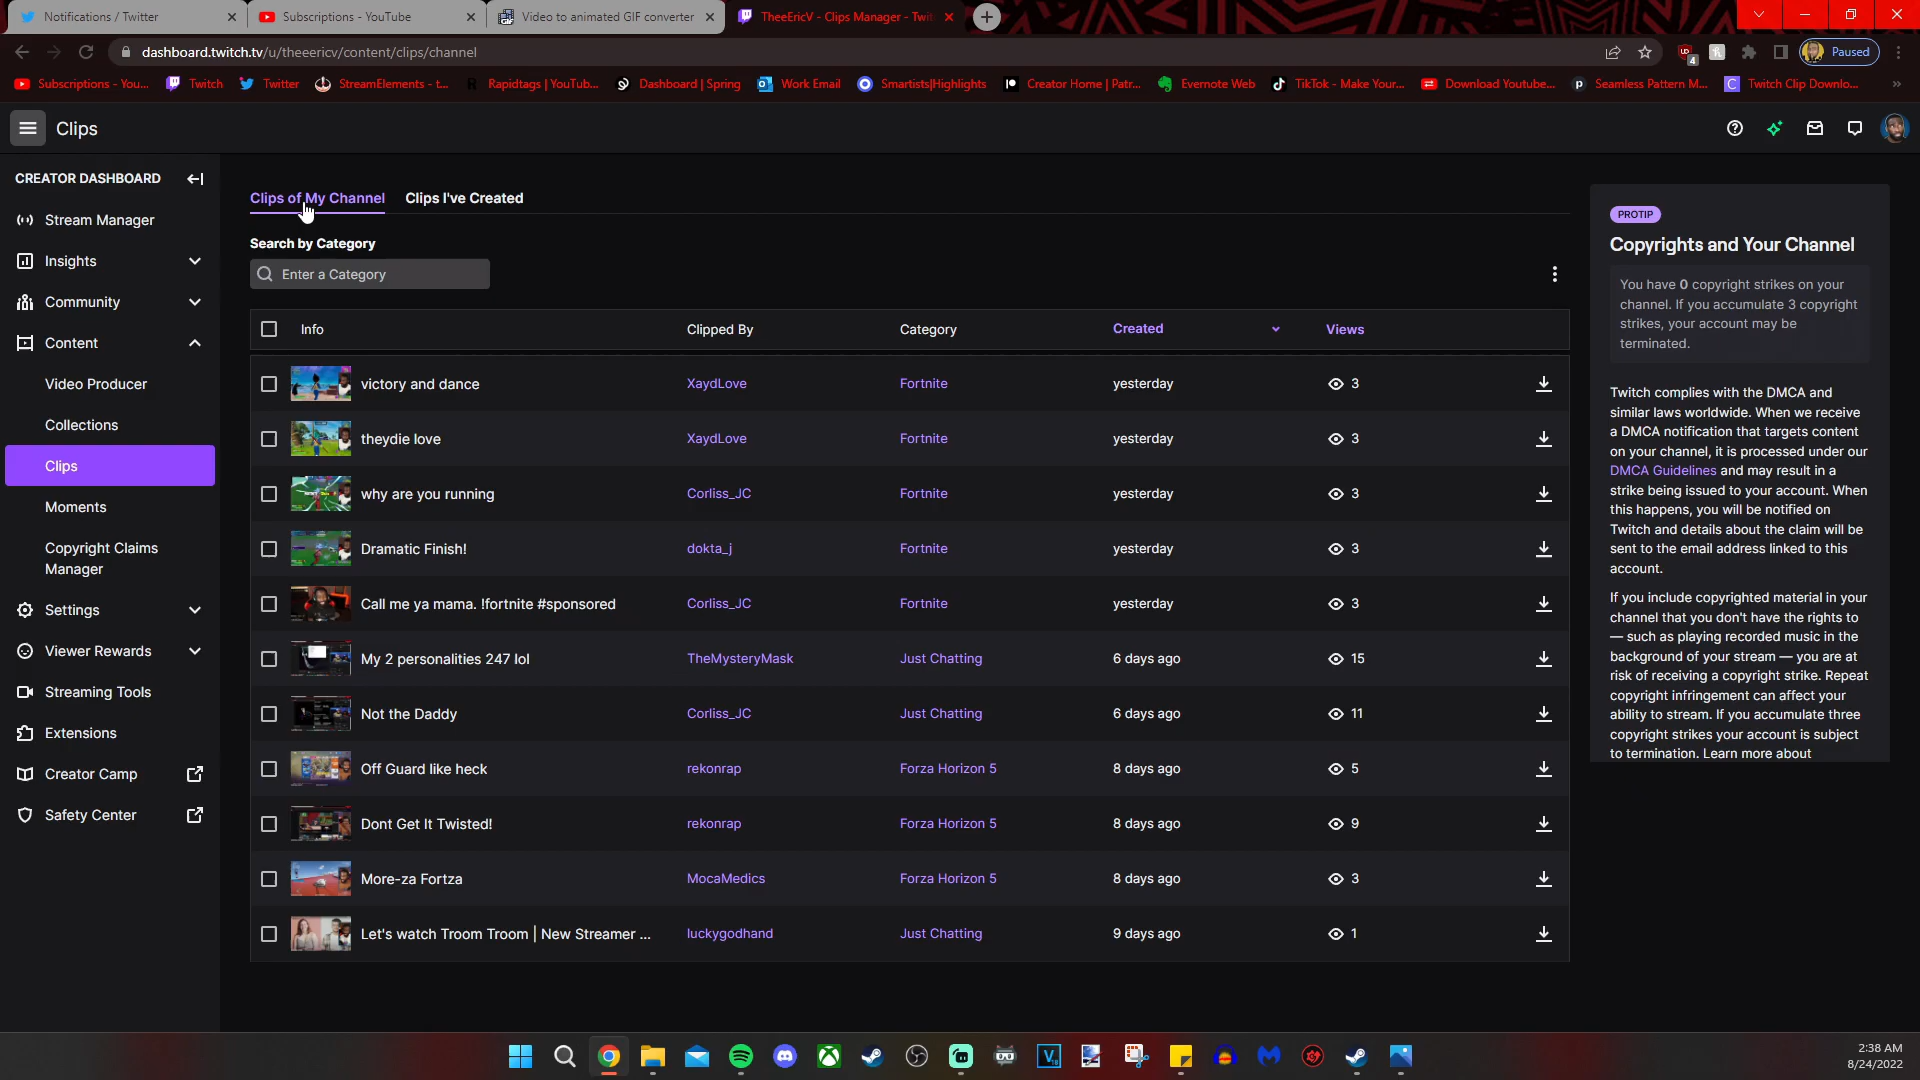 Notifications / Twitter
Subscriptions - YouTube
Video to animated GIF converter
TheeEricV - Clips Manager - Twit
dashboard.twitch.tv/u/theeericv/content/clips/channel
4
Paused
Subscriptions - You...
Twitch
Twitter
StreamElements - t...
Rapidtags | YouTub...
Dashboard | Spring
Work Email
Smartists|Highlights
Creator Home | Patr...
Evernote Web
TikTok - Make Your...
Download Youtube...
Seamless Pattern M...
Twitch Clip Downlo...
Clips
CREATOR DASHBOARD
Stream Manager
Insights
Community
Content
Video Producer
Collections
Clips
Moments
Copyright Claims
Manager
Settings
Viewer Rewards
Streaming Tools
Extensions
Creator Camp
Safety Center
Clips of My Channel
Clips I've Created
Search by Category
Enter a Category
Info Clipped By Category Created Views
victory and dance XaydLove Fortnite yesterday 3
theydie love XaydLove Fortnite yesterday 3
why are you running Corliss_JC Fortnite yesterday 3
Dramatic Finish! dokta_j Fortnite yesterday 3
Call me ya mama. !fortnite #sponsored Corliss_JC Fortnite yesterday 3
My 2 personalities 247 lol TheMysteryMask Just Chatting 6 days ago 15
Not the Daddy Corliss_JC Just Chatting 6 days ago 11
Off Guard like heck rekonrap Forza Horizon 5 8 days ago 5
Dont Get It Twisted! rekonrap Forza Horizon 5 8 days ago 9
More-za Fortza MocaMedics Forza Horizon 5 8 days ago 3
Let's watch Troom Troom | New Streamer ... luckygodhand Just Chatting 9 days ago 1
PROTIP
Copyrights and Your Channel
You have 0 copyright strikes on your
channel. If you accumulate 3 copyright
strikes, your account may be
terminated.
Twitch complies with the DMCA and
similar laws worldwide. When we receive
a DMCA notification that targets content
on your channel, it is processed under our
DMCA Guidelines and may result in a
strike being issued to your account. When
this happens, you will be notified on
Twitch and details about the claim will be
sent to the email address linked to this
account.
If you include copyrighted material in your
channel that you don't have the rights to
— such as playing recorded music in the
background of your stream — you are at
risk of receiving a copyright strike. Repeat
copyright infringement can affect your
ability to stream. If you accumulate three
copyright strikes your account is subject
to termination. Learn more about
2:38 AM
8/24/2022